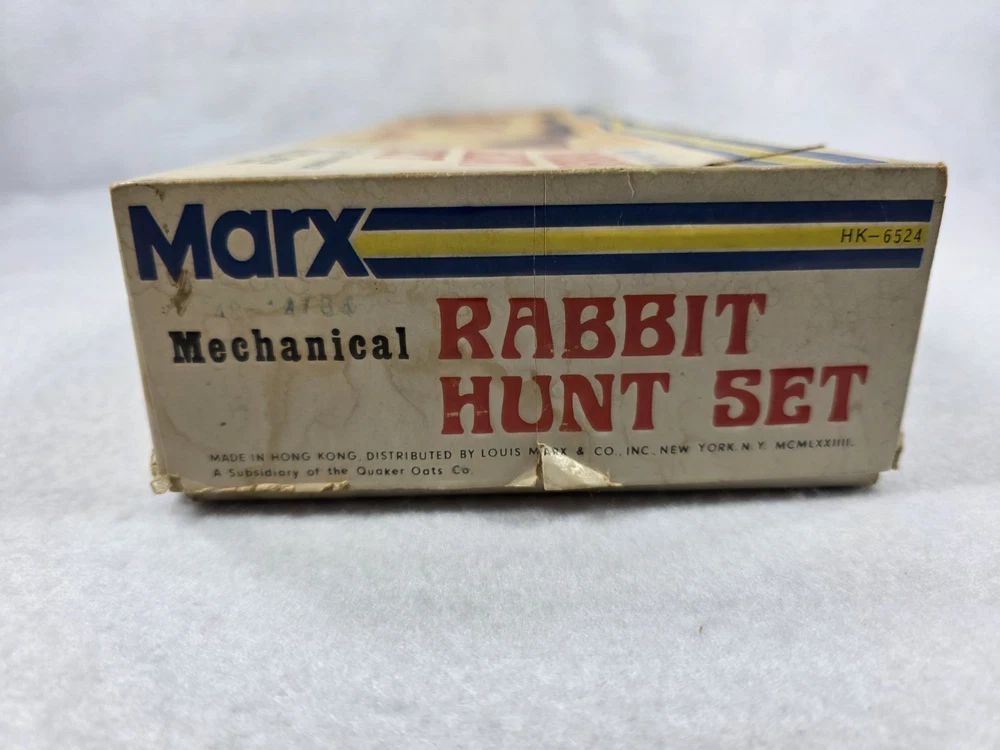 Marx
HK-6524
Mechanical RABBIT
HUNT SET
MADE IN HONG KONG, DISTRIBUTED BY LOUIS MARX & CO., INC., NEW YORK. N.Y. MCMLXXIIII.
A Subsidiary of the Quaker Oats Co.